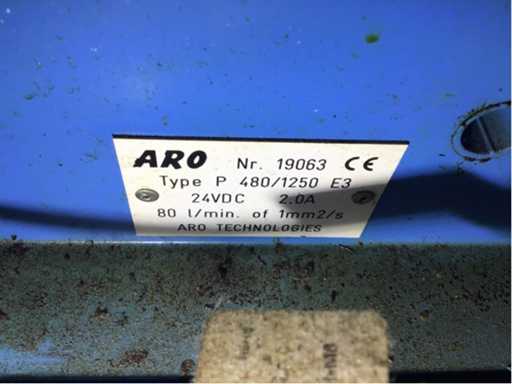 ARO Nr. 19063 CE
Type P 480/1250 E3
24VDC 2.0A
80 l/min. of 1mm2/s
ARO TECHNOLOGIES